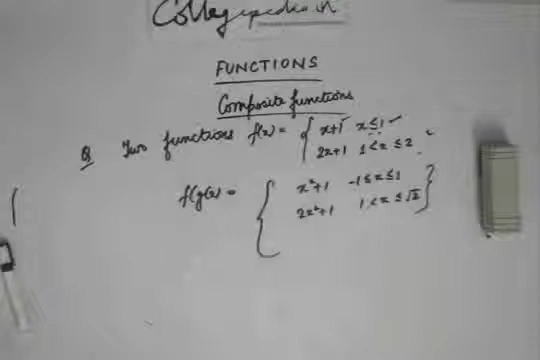 Collegepedia.in
FUNCTIONS
Composite functions
Q Two functions f(x) = { x+1 x≤1
2x+1 1<x≤2
f(g(x)) = { x²+1 -1≤x≤1 }
2x²+1 1<x≤√2